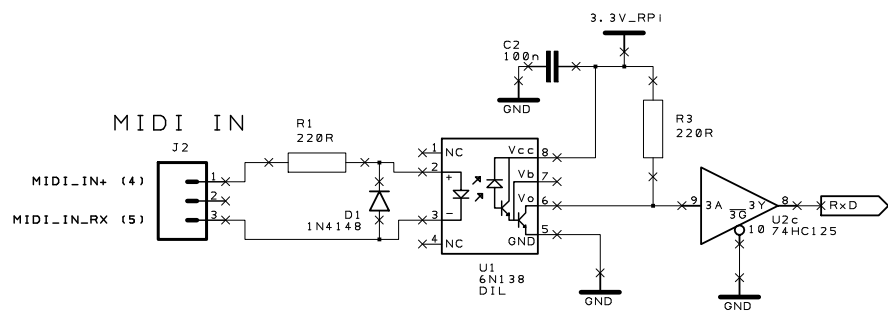 3.3V_RPi
C2
100n
GND
MIDI IN
J2
R1
220R
R3
220R
MIDI_IN+ (4)
MIDI_IN_RX (5)
1
2
3
D1
1N4148
1 NC
2 +
3 -
4 NC
Vcc 8
Vb 7
Vo 6
GND 5
U1
6N138
DIL
GND
9 3A 3Y 8
3G
10
U2c
74HC125
RxD
GND